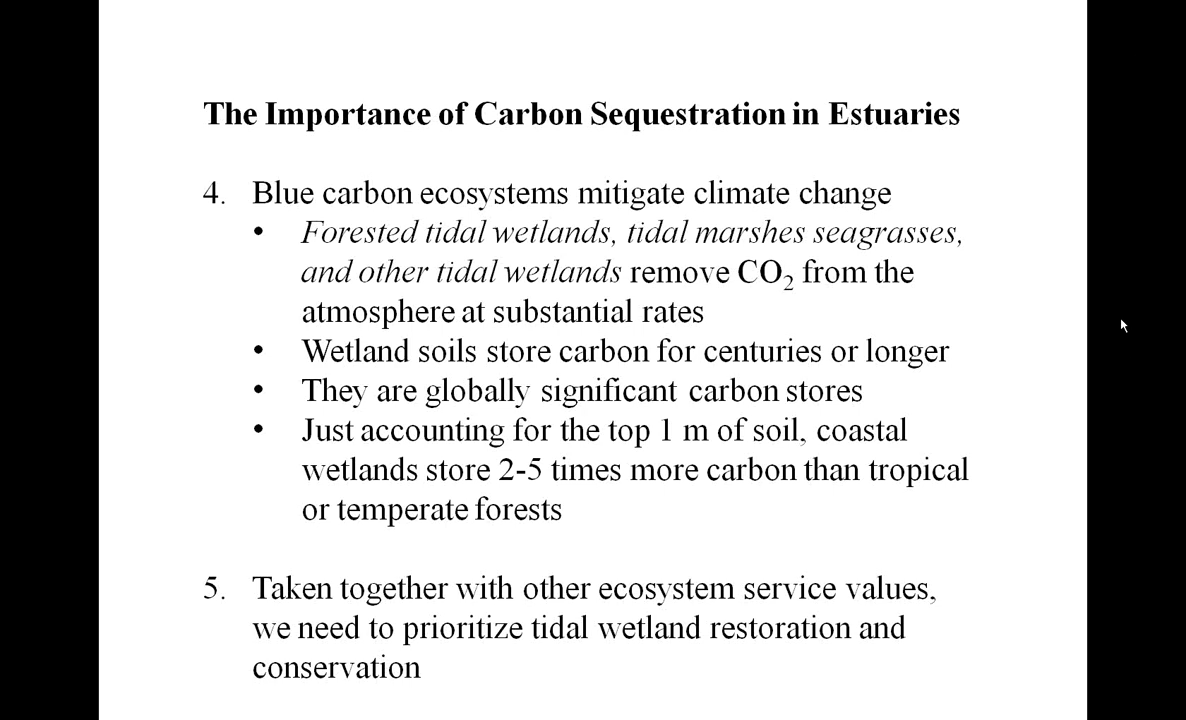 The Importance of Carbon Sequestration in Estuaries
4. Blue carbon ecosystems mitigate climate change
• Forested tidal wetlands, tidal marshes seagrasses,
and other tidal wetlands remove CO₂ from the
atmosphere at substantial rates
• Wetland soils store carbon for centuries or longer
• They are globally significant carbon stores
• Just accounting for the top 1 m of soil, coastal
wetlands store 2-5 times more carbon than tropical
or temperate forests
5. Taken together with other ecosystem service values,
we need to prioritize tidal wetland restoration and
conservation